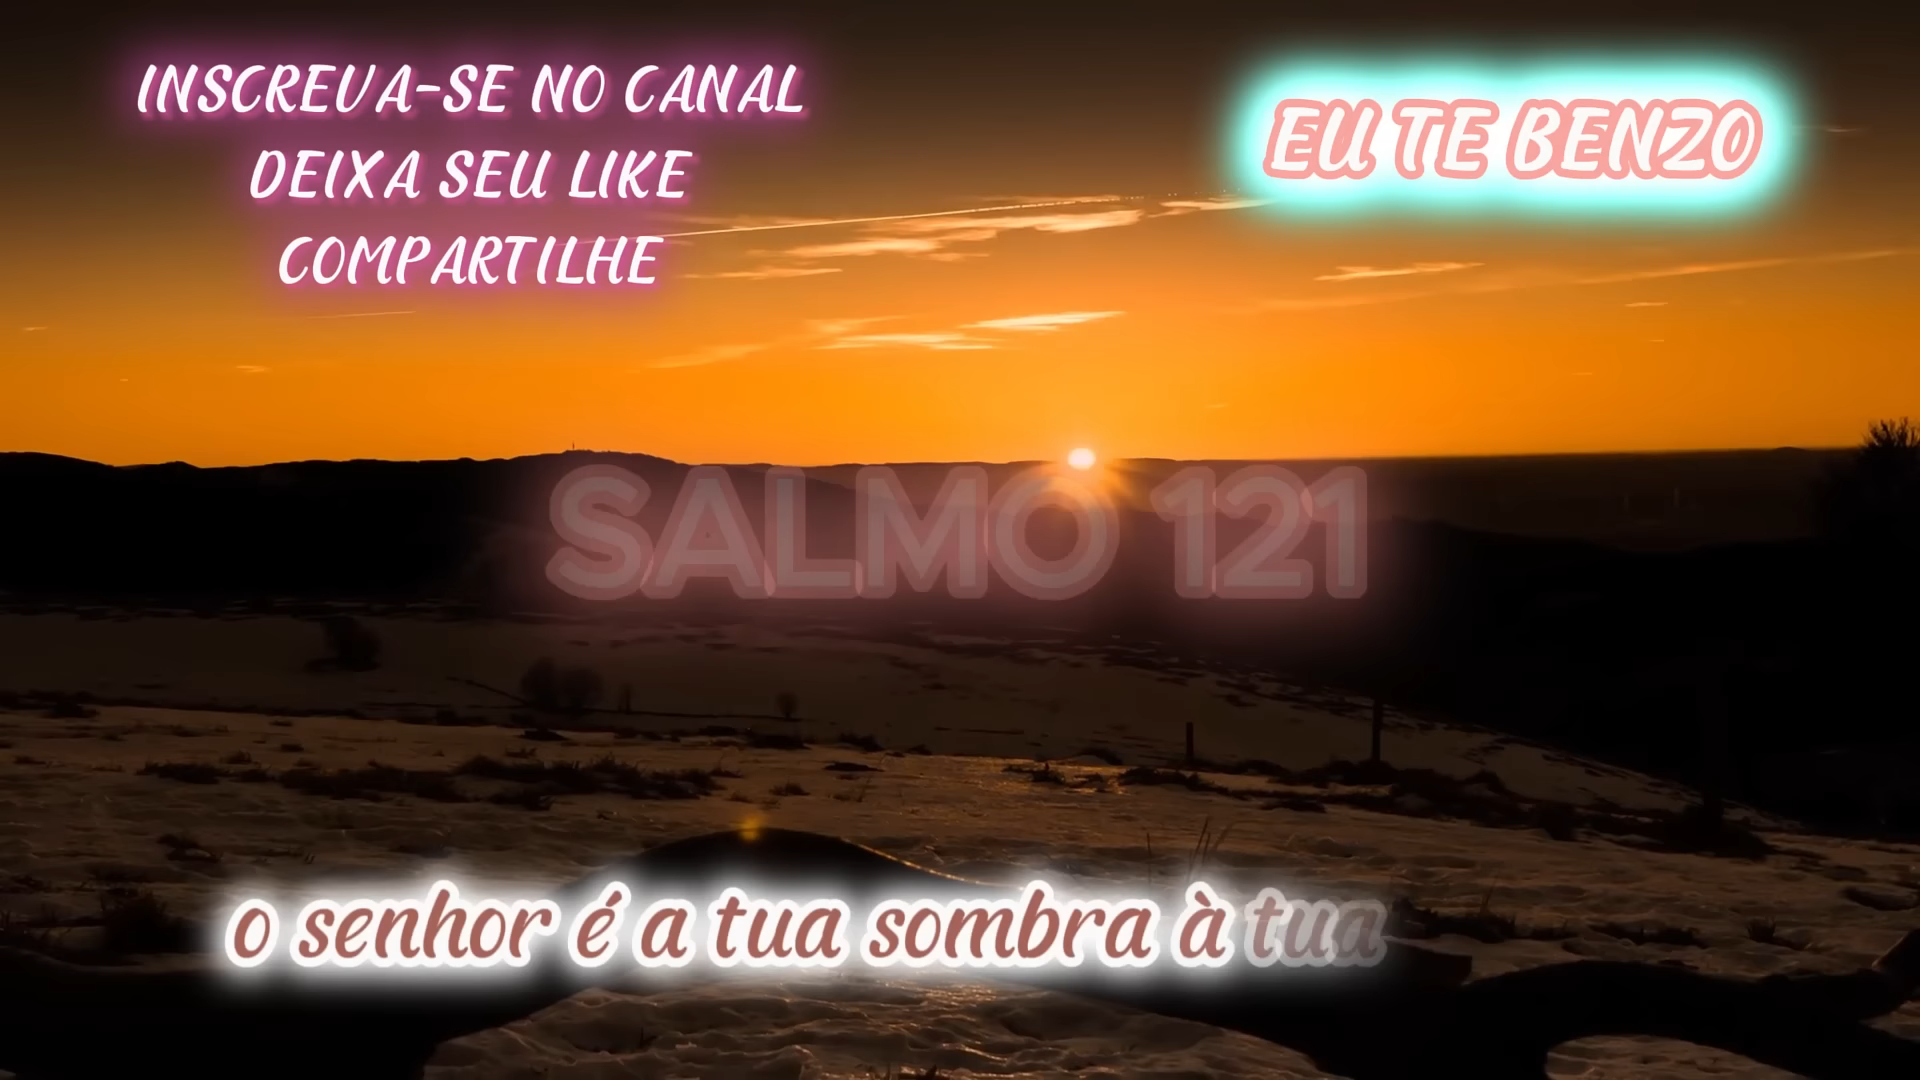 INSCREVA-SE NO CANAL
DEIXA SEU LIKE
COMPARTILHE
EU TE BENZO
SALMO 121
o senhor é a tua sombra à tua